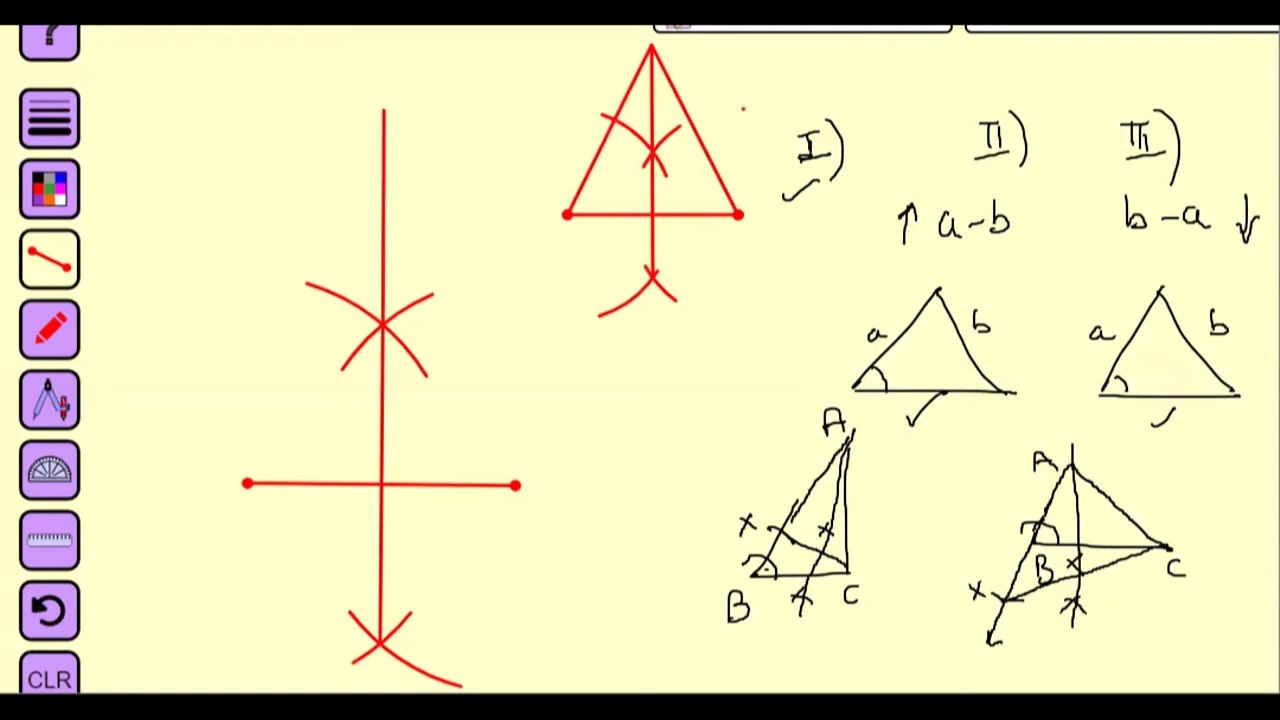 ?
I) II) III)
↑ a-b b-a ↓
a b a b
A A
X X
B C B X C
X X X
CLR